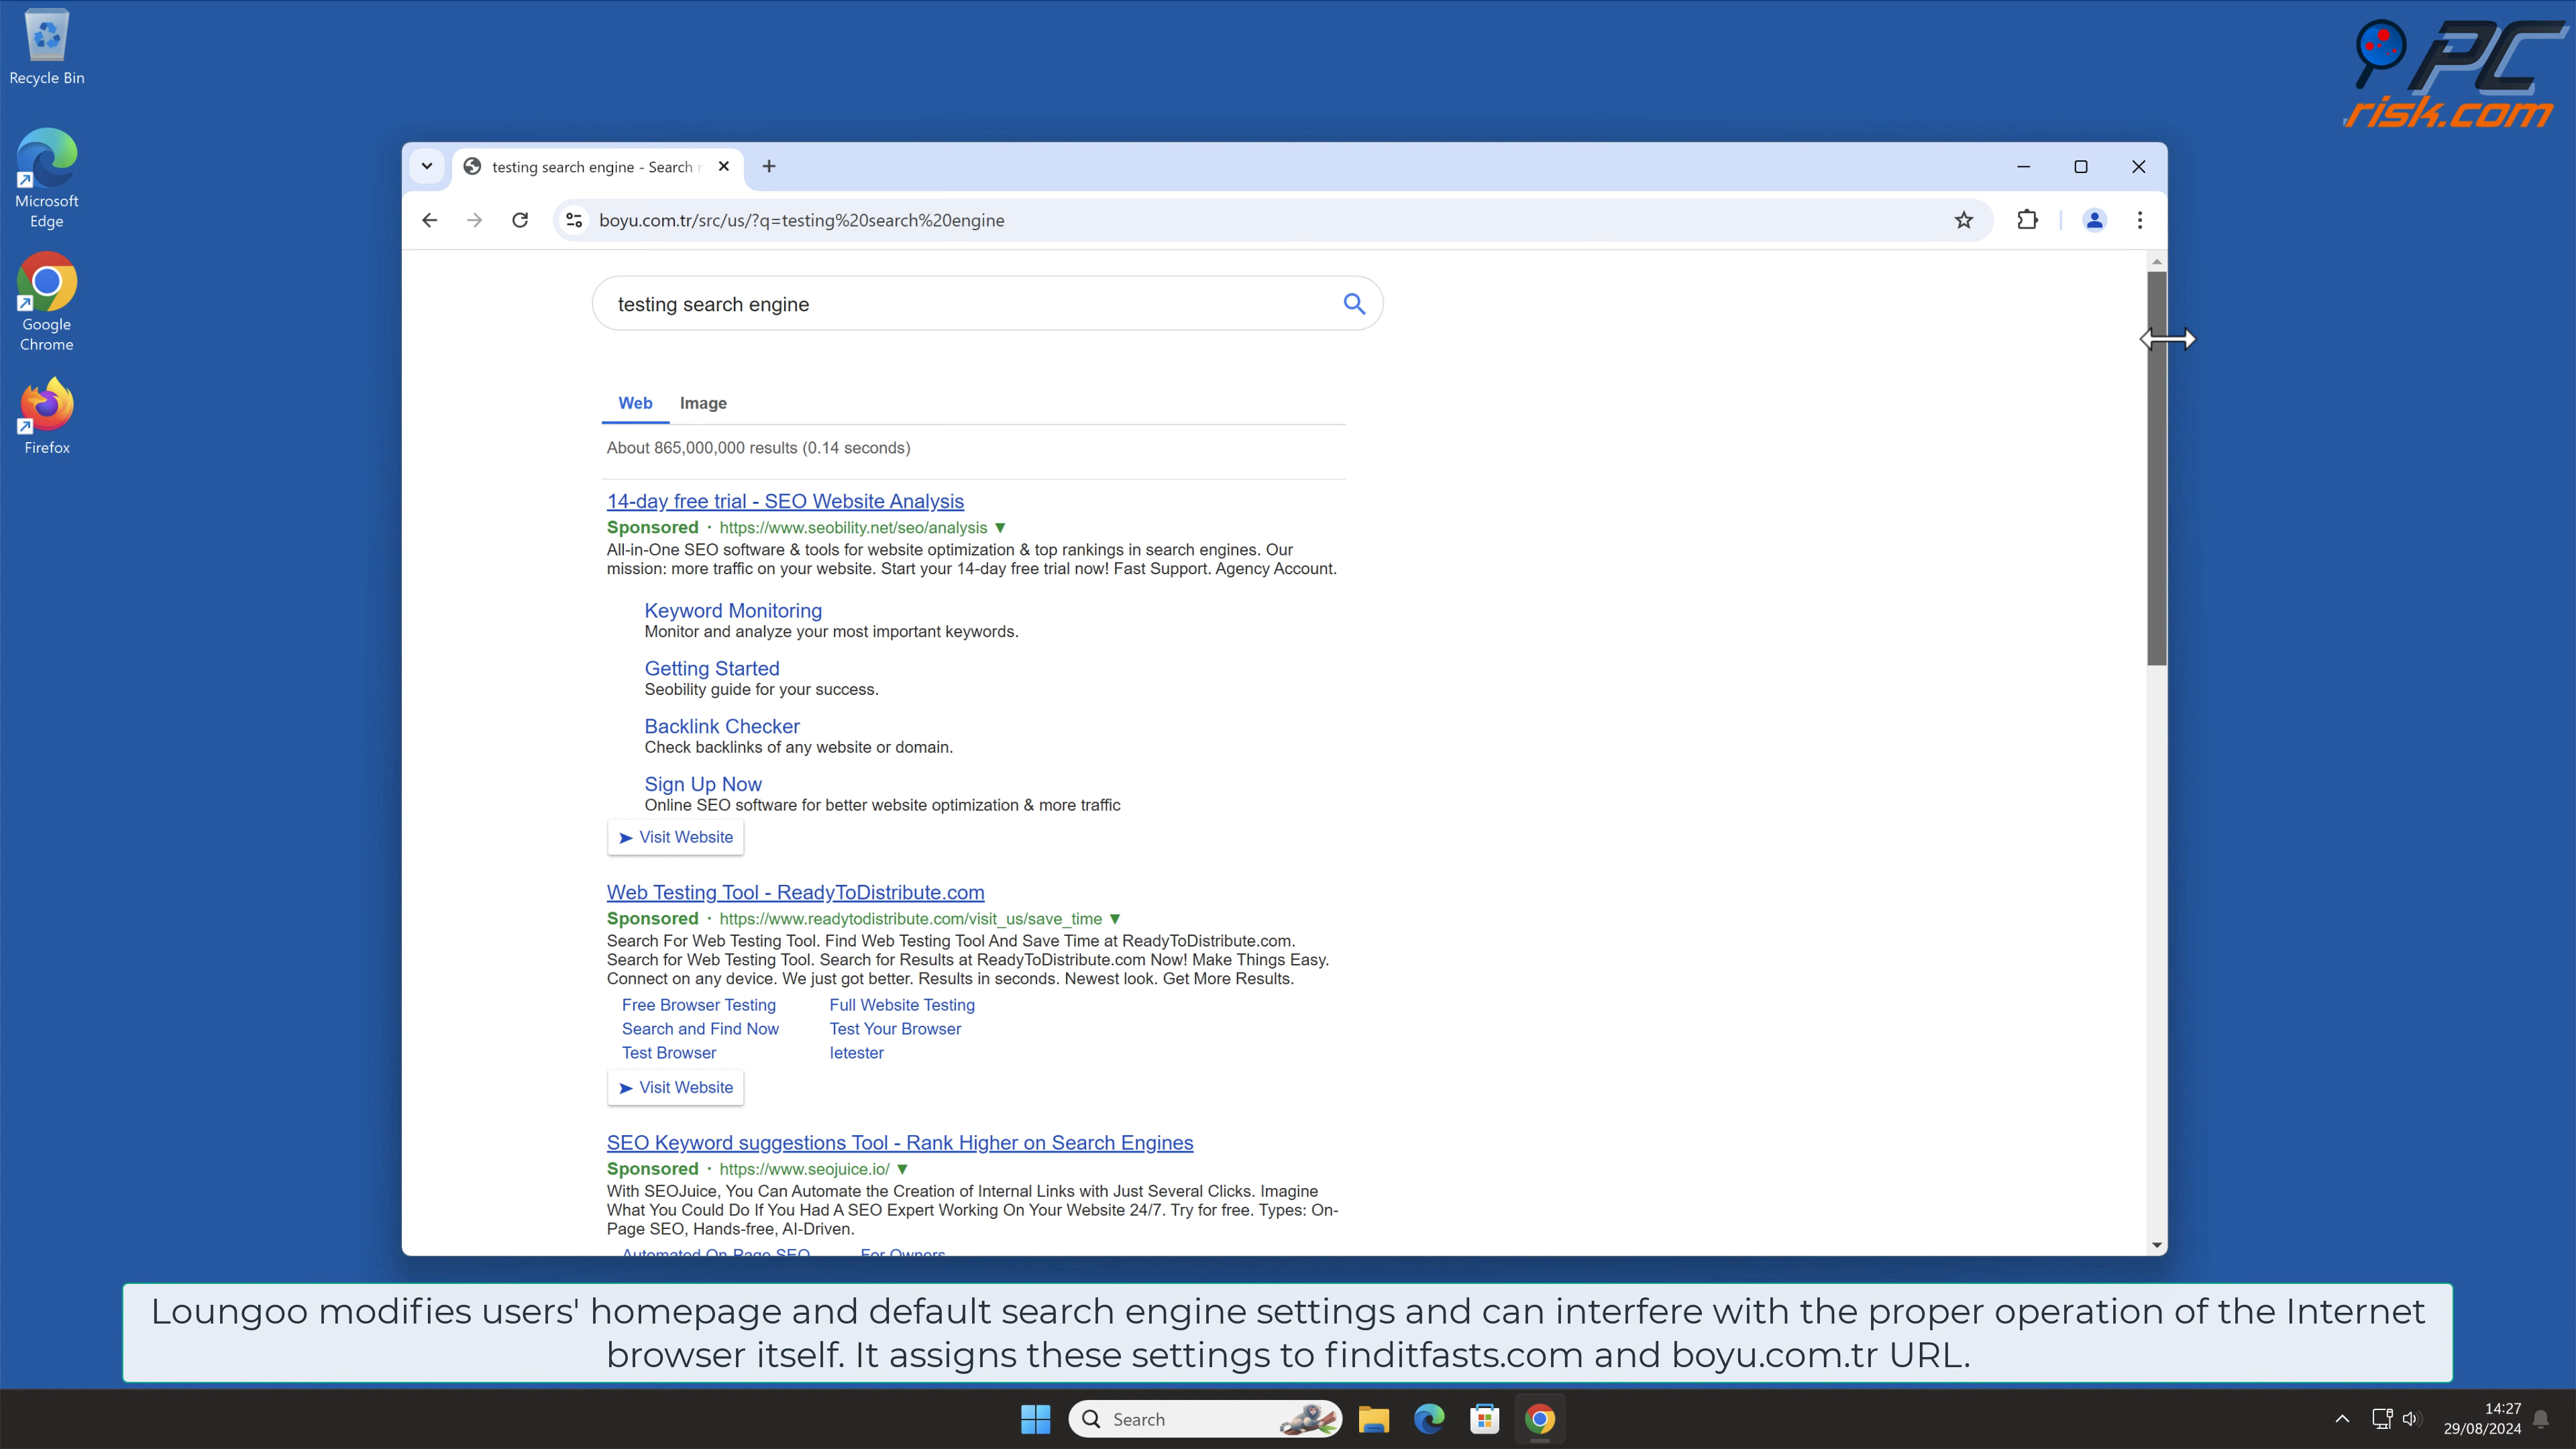 Recycle Bin
Microsoft
Edge
Google
Chrome
Firefox
PC
risk.com
testing search engine - Search
boyu.com.tr/src/us/?q=testing%20search%20engine
testing search engine
Web Image
About 865,000,000 results (0.14 seconds)
14-day free trial - SEO Website Analysis
Sponsored · https://www.seobility.net/seo/analysis ▼
All-in-One SEO software & tools for website optimization & top rankings in search engines. Our
mission: more traffic on your website. Start your 14-day free trial now! Fast Support. Agency Account.
Keyword Monitoring
Monitor and analyze your most important keywords.
Getting Started
Seobility guide for your success.
Backlink Checker
Check backlinks of any website or domain.
Sign Up Now
Online SEO software for better website optimization & more traffic
➤ Visit Website
Web Testing Tool - ReadyToDistribute.com
Sponsored · https://www.readytodistribute.com/visit_us/save_time ▼
Search For Web Testing Tool. Find Web Testing Tool And Save Time at ReadyToDistribute.com.
Search for Web Testing Tool. Search for Results at ReadyToDistribute.com Now! Make Things Easy.
Connect on any device. We just got better. Results in seconds. Newest look. Get More Results.
Free Browser Testing Full Website Testing
Search and Find Now Test Your Browser
Test Browser Ietester
➤ Visit Website
SEO Keyword suggestions Tool - Rank Higher on Search Engines
Sponsored · https://www.seojuice.io/ ▼
With SEOJuice, You Can Automate the Creation of Internal Links with Just Several Clicks. Imagine
What You Could Do If You Had A SEO Expert Working On Your Website 24/7. Try for free. Types: On-
Page SEO, Hands-free, AI-Driven.
Automated On-Page SEO For Owners
Loungoo modifies users' homepage and default search engine settings and can interfere with the proper operation of the Internet
browser itself. It assigns these settings to finditfasts.com and boyu.com.tr URL.
Search
14:27
29/08/2024